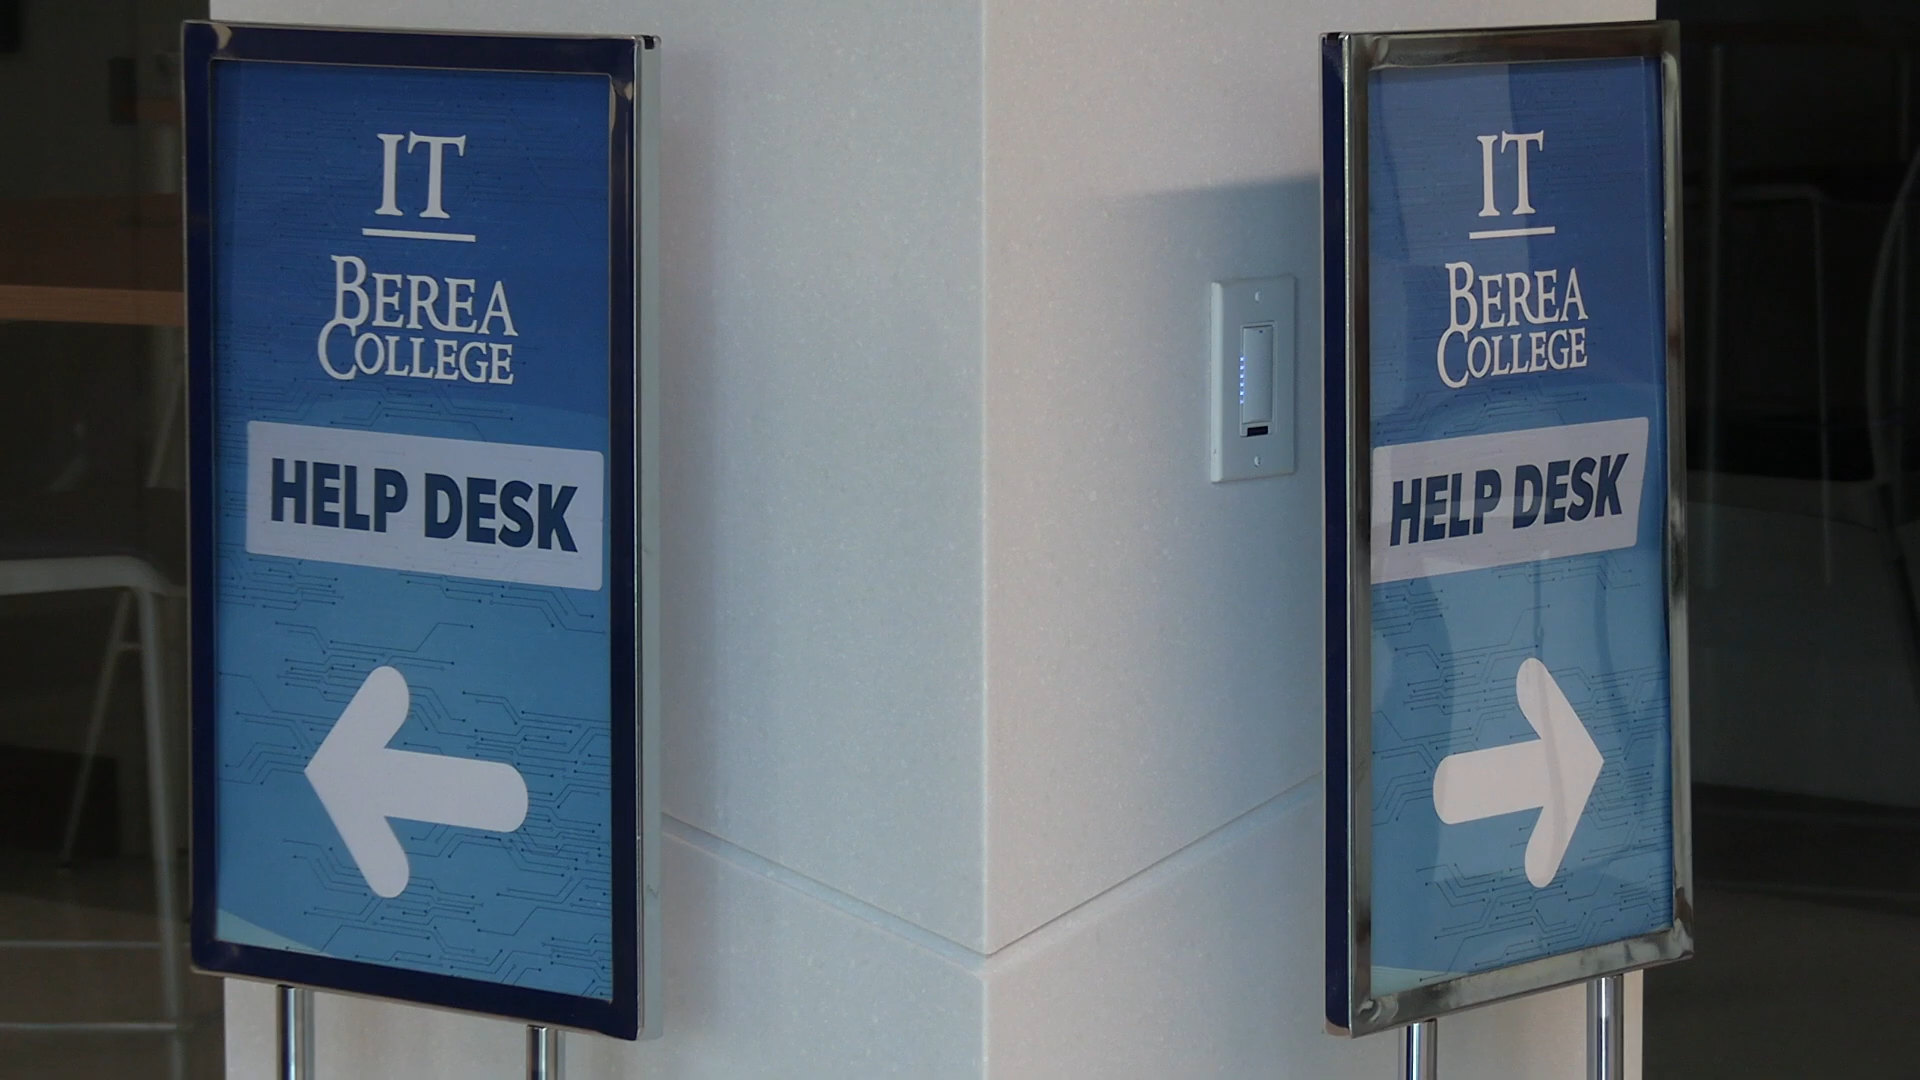 IT
BEREA
COLLEGE
HELP DESK
IT
BEREA
COLLEGE
HELP DESK